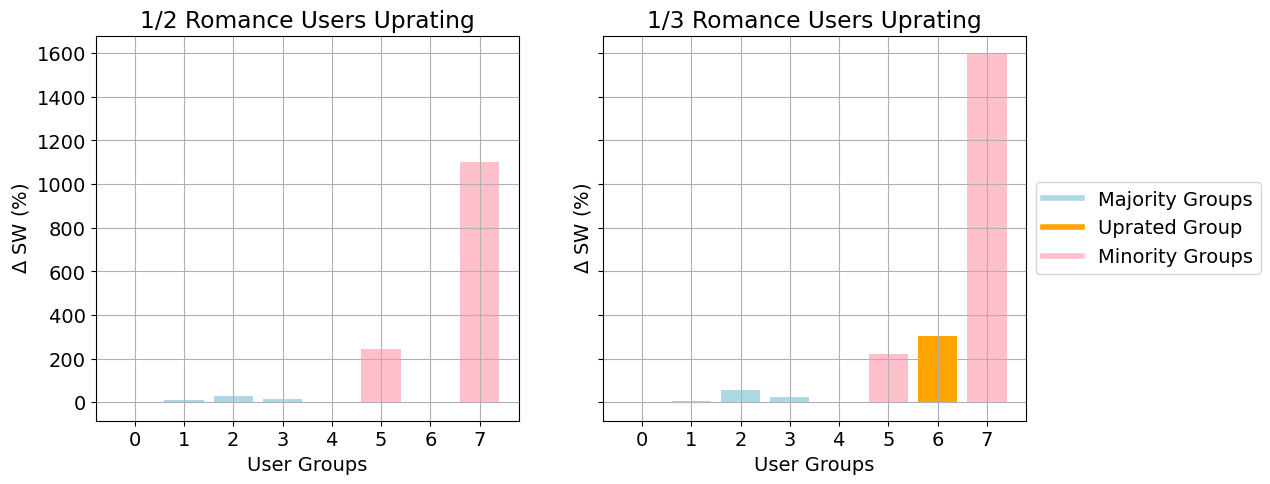 1/2 Romance Users Uprating
1/3 Romance Users Uprating
1600
1400
1200
1000
800
600
400
200
0
Δ SW (%)
Δ SW (%)
0 1 2 3 4 5 6 7
0 1 2 3 4 5 6 7
User Groups
User Groups
Majority Groups
Uprated Group
Minority Groups